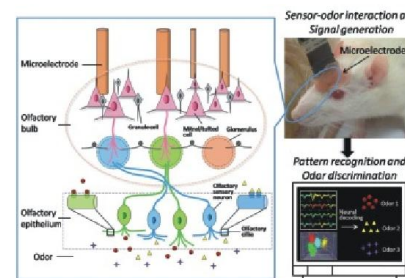 Sensor-odor interaction a
Signal generation
Microelectrode
Microelectrode
Granule cell
Mitral/tufted
cell
Glomerulus
Olfactory
bulb
Olfactory
sensory
neuron
Olfactory
epithelium
Olfactory
cilia
Odor
Pattern recognition and
Odor discrimination
Neural
decoding
Odor 1
Odor 2
Odor 3